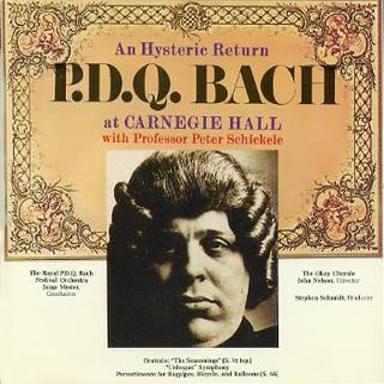 An Hysteric Return
P.D.Q. BACH
at CARNEGIE HALL
with Professor Peter Schickele
The Royal P.D.Q. Bach
Festival Orchestra
Jorge Mester,
Conductor
The Okay Chorale
John Nelson, Director
Stephen Schmidt, Producer
Oratorio: "The Seasonings" (S. ½ tsp.)
"Unbegun" Symphony
Pervertimento for Bagpipes, Bicycle, and Balloons (S. 66)